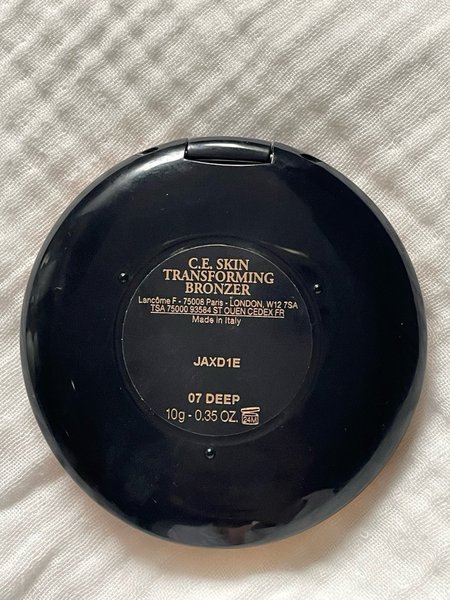 C.E. SKIN
TRANSFORMING
BRONZER
Lancôme F - 75008 Paris - LONDON, W12 7SA
TSA 75000 93584 ST OUEN CEDEX FR
Made in Italy
JAXD1E
07 DEEP
10g - 0.35 OZ. 24M